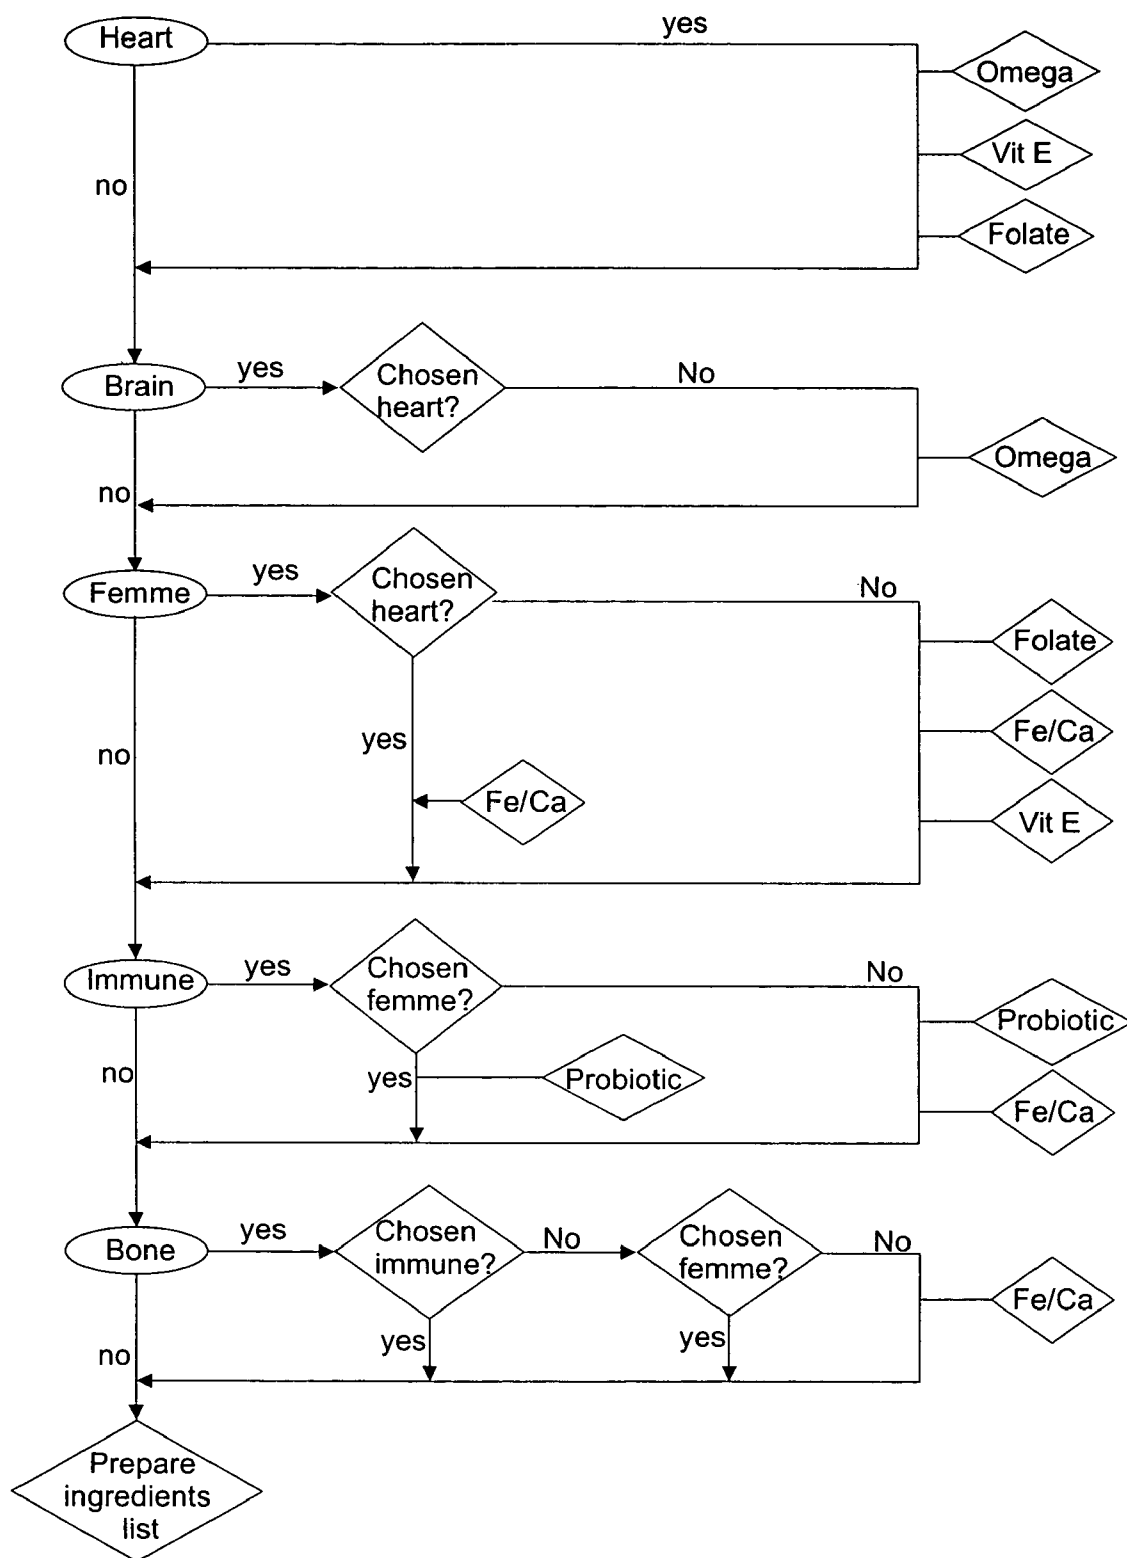 Heart
yes
Omega
Vit E
no
Folate
Brain
yes
Chosen
heart?
No
Omega
no
Femme
yes
Chosen
heart?
No
Folate
no
yes
Fe/Ca
Fe/Ca
Vit E
Immune
yes
Chosen
femme?
No
Probiotic
no
yes
Probiotic
Fe/Ca
Bone
yes
Chosen
immune?
No
Chosen
femme?
No
Fe/Ca
no
yes
yes
Prepare
ingredients
list